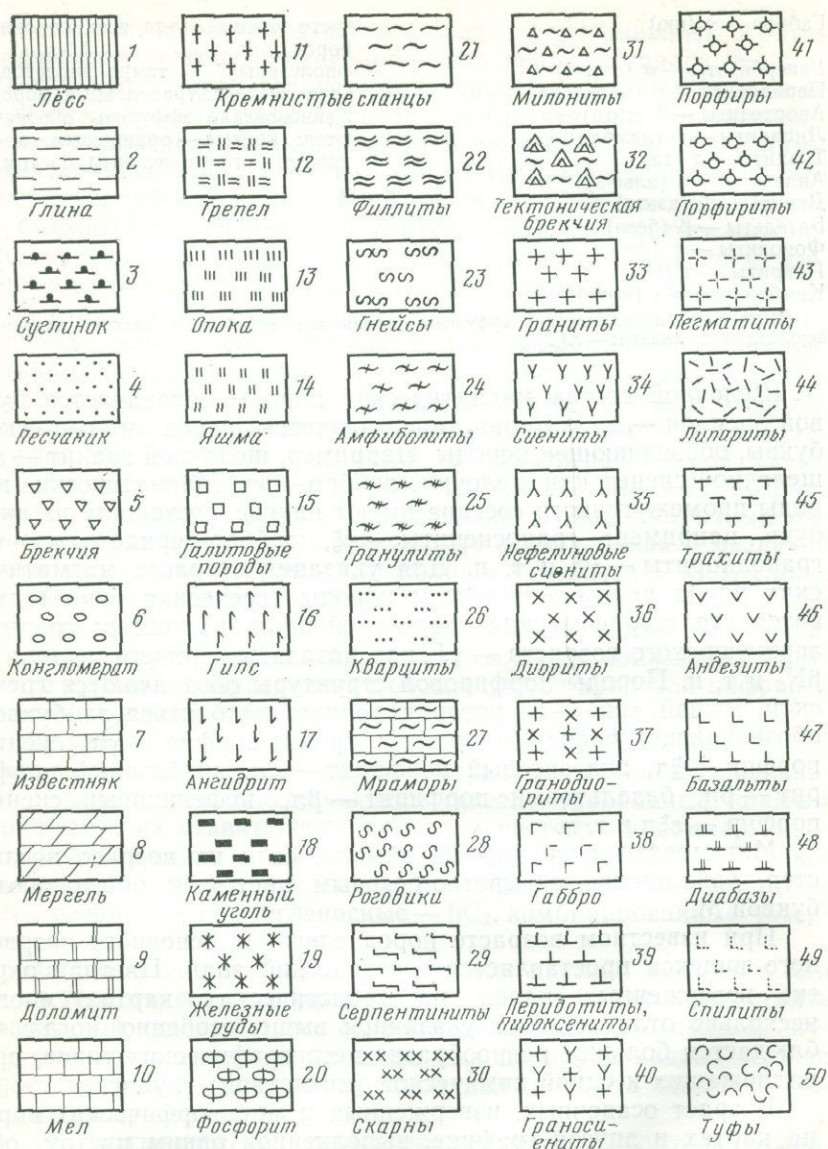 1 11 21 31 41
Лёсс Кремнистые сланцы Милониты Порфиры
2 12 22 32 42
Глина Трепел Филлиты Тектоническая Порфириты
брекчия
3 13 23 33 43
Суглинок Опока Гнейсы Граниты Пегматиты
4 14 24 34 44
Песчаник Яшма Амфиболиты Сиениты Липариты
5 15 25 35 45
Брекчия Галитовые Гранулиты Нефелиновые Трахиты
породы сиениты
6 16 26 36 46
Конгломерат Гипс Кварциты Диориты Андезиты
7 17 27 37 47
Известняк Ангидрит Мраморы Гранодио- Базальты
риты
8 18 28 38 48
Мергель Каменный Роговики Габбро Диабазы
уголь
9 19 29 39 49
Доломит Железные Серпентиниты Перидотиты, Спилиты
руды пироксениты
10 20 30 40 50
Мел Фосфорит Скарны Граноси- Туфы
ениты